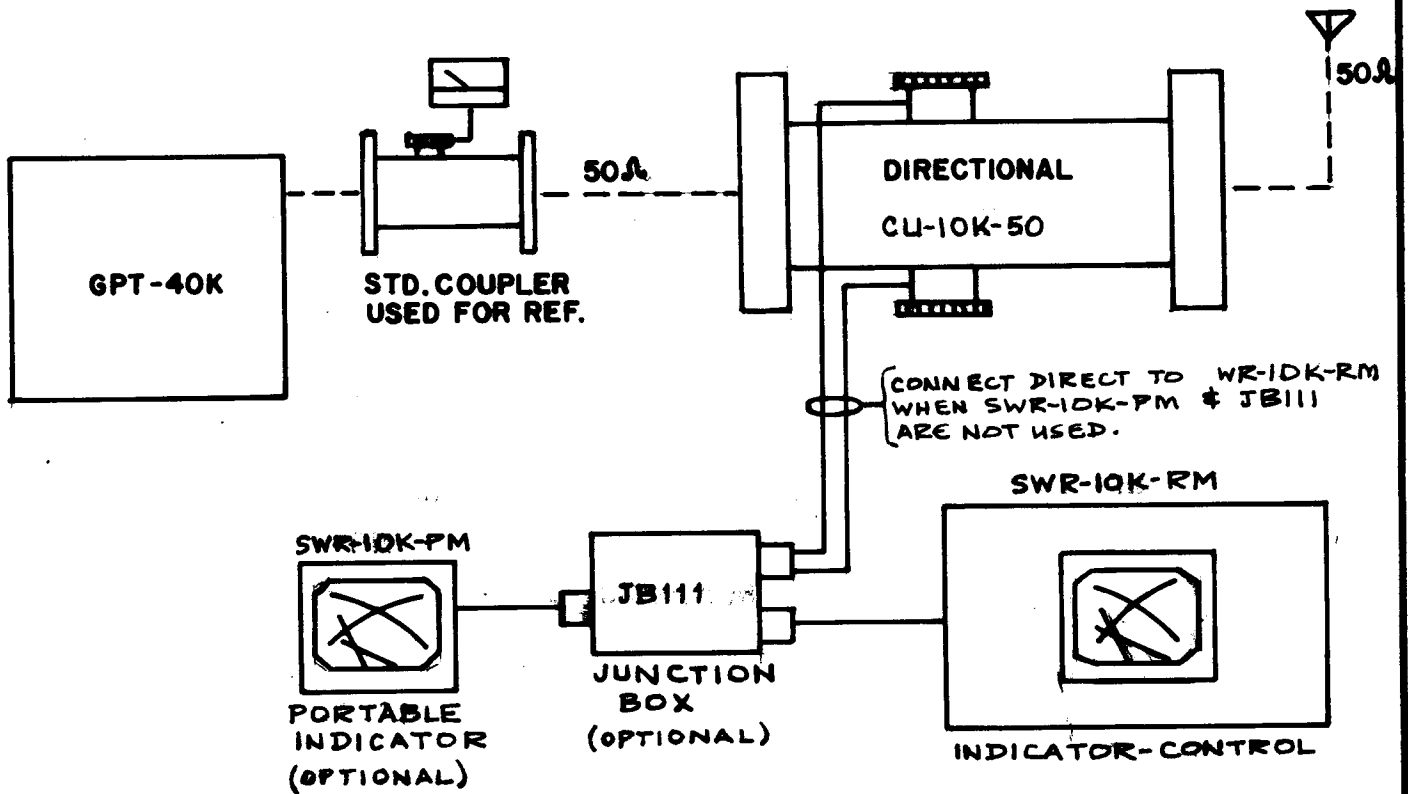 50Ω
50Ω
DIRECTIONAL
CU-10K-50
GPT-40K
STD. COUPLER
USED FOR REF.
CONNECT DIRECT TO WR-10K-RM
WHEN SWR-10K-PM & JB111
ARE NOT USED.
SWR-10K-RM
SWR-10K-PM
JB111
JUNCTION
BOX
(OPTIONAL)
PORTABLE
INDICATOR
(OPTIONAL)
INDICATOR-CONTROL